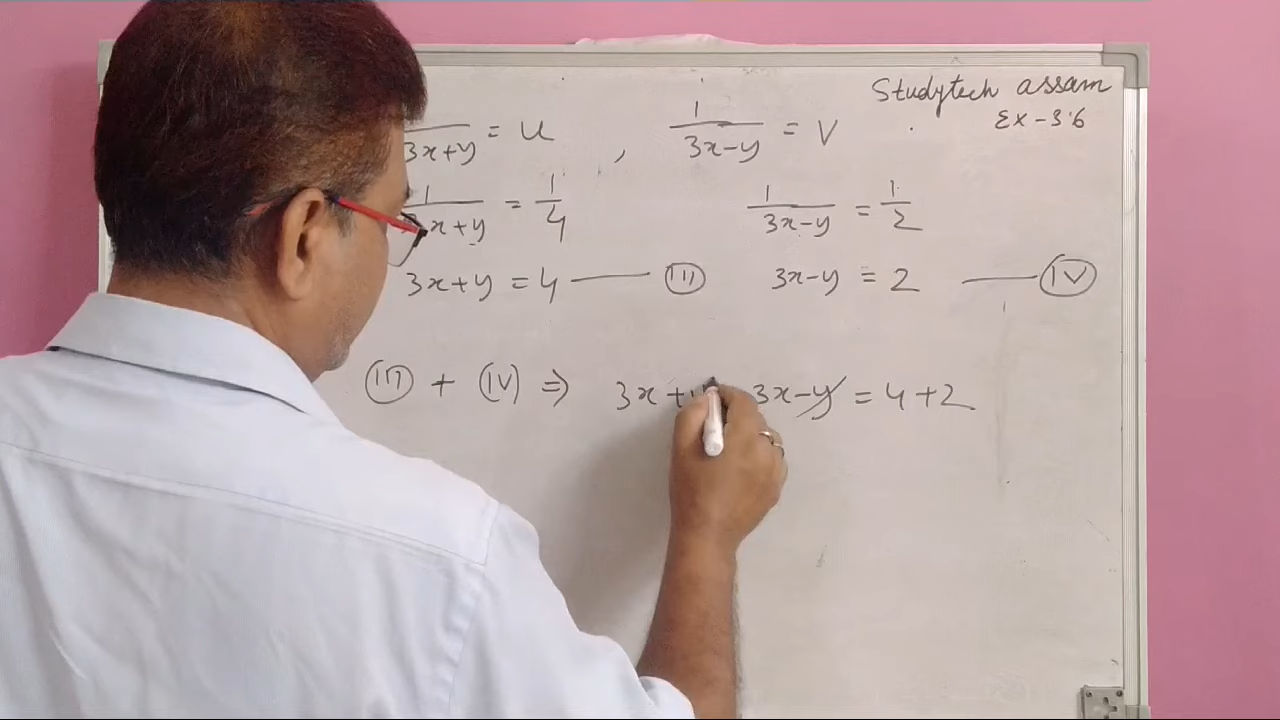 Studytech assam
Ex-3.6
3x+y = u , 1/(3x-y) = v
1/ x+y = 1/4 1/(3x-y) = 1/2
3x+y = 4 —— (III) 3x-y = 2 —— (IV)
(III) + (IV) ⇒ 3x + 3x-y = 4+2